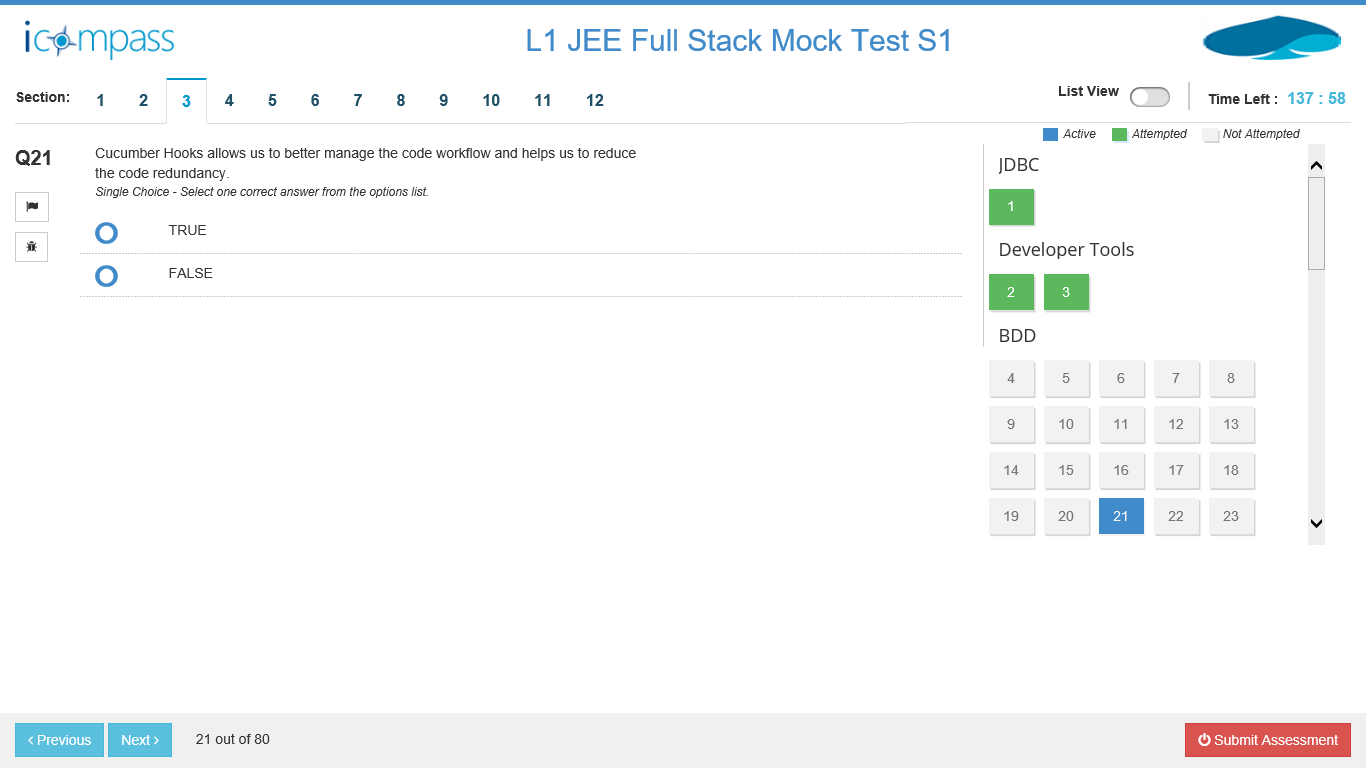 icompass
L1 JEE Full Stack Mock Test S1
Section:
1 2 3 4 5 6 7 8 9 10 11 12
List View
Time Left : 137 : 58
Active Attempted Not Attempted
Q21
Cucumber Hooks allows us to better manage the code workflow and helps us to reduce
the code redundancy.
Single Choice - Select one correct answer from the options list.
TRUE
FALSE
JDBC
1
Developer Tools
2 3
BDD
4 5 6 7 8
9 10 11 12 13
14 15 16 17 18
19 20 21 22 23
‹ Previous
Next ›
21 out of 80
Submit Assessment